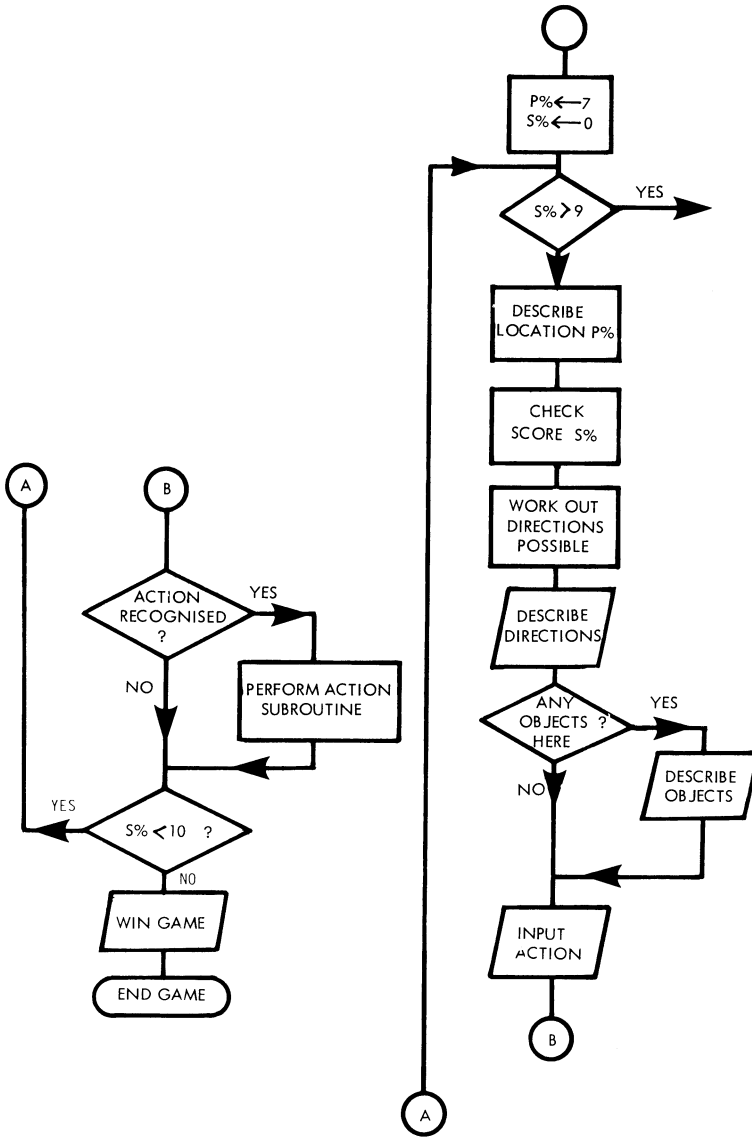 P%←7
S%←0
S%>9
YES
DESCRIBE
LOCATION P%
CHECK
SCORE S%
WORK OUT
DIRECTIONS
POSSIBLE
DESCRIBE
DIRECTIONS
ANY
OBJECTS ?
HERE
YES
NO
DESCRIBE
OBJECTS
INPUT
ACTION
B
A
A
B
ACTION
RECOGNISED
?
YES
NO
PERFORM ACTION
SUBROUTINE
YES
S%<10 ?
NO
WIN GAME
END GAME